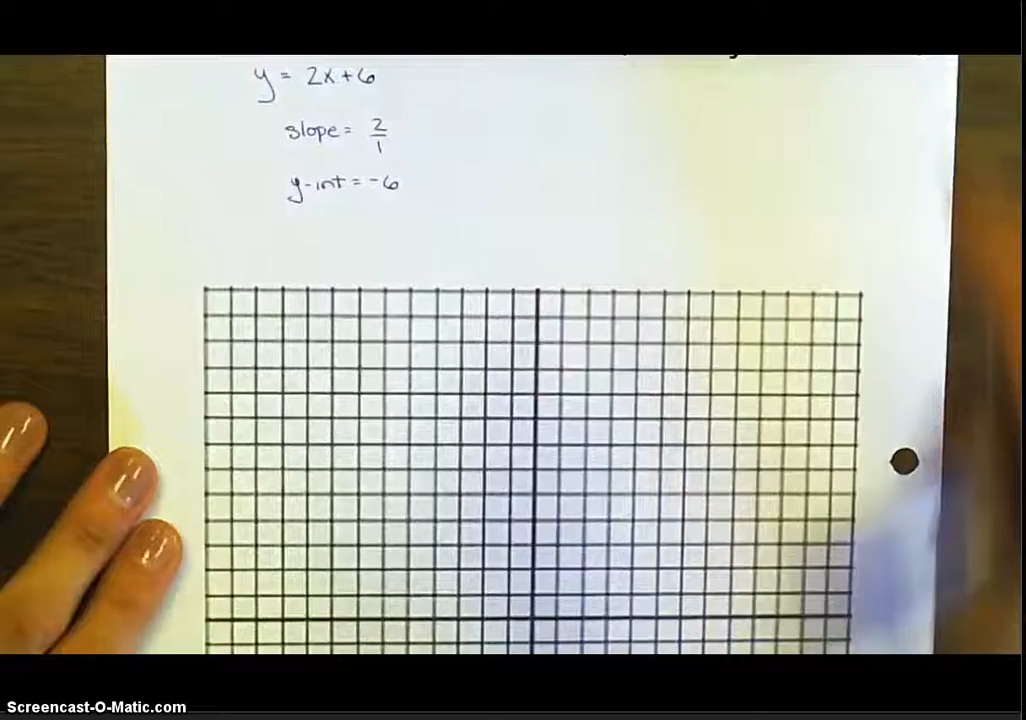 y = 2x+6
slope = 2/1
y-int = -6
Screencast-O-Matic.com